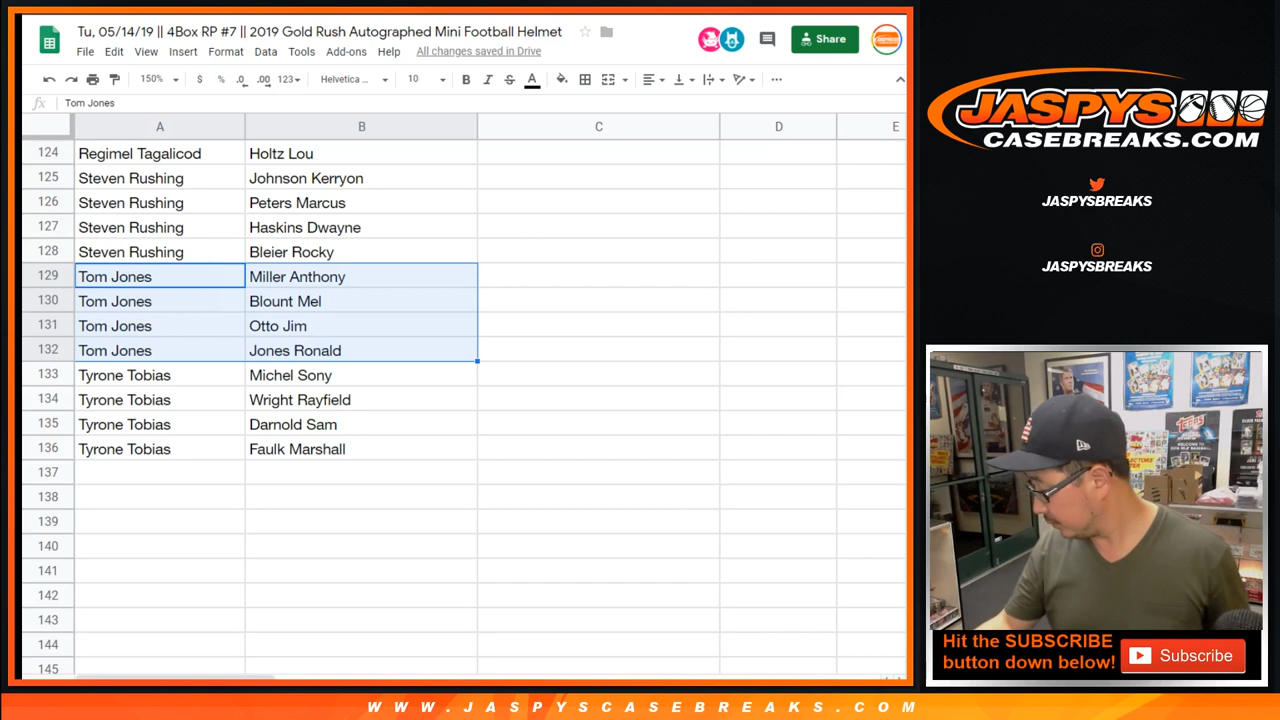 Tu, 05/14/19 || 4Box RP #7 || 2019 Gold Rush Autographed Mini Football Helmet
Share
File Edit View Insert Format Data Tools Add-ons Help All changes saved in Drive
150% $ % .0 .00 123 Helvetica ... 10 B I S A ...
fx Tom Jones
A B C D E
124 Regimel Tagalicod Holtz Lou
125 Steven Rushing Johnson Kerryon
126 Steven Rushing Peters Marcus
127 Steven Rushing Haskins Dwayne
128 Steven Rushing Bleier Rocky
129 Tom Jones Miller Anthony
130 Tom Jones Blount Mel
131 Tom Jones Otto Jim
132 Tom Jones Jones Ronald
133 Tyrone Tobias Michel Sony
134 Tyrone Tobias Wright Rayfield
135 Tyrone Tobias Darnold Sam
136 Tyrone Tobias Faulk Marshall
137
138
139
140
141
142
143
144
145
JASPYS
CASEBREAKS.COM
JASPYSBREAKS
JASPYSBREAKS
topps
Hit the SUBSCRIBE
button down below!
Subscribe
WWW.JASPYSCASEBREAKS.COM